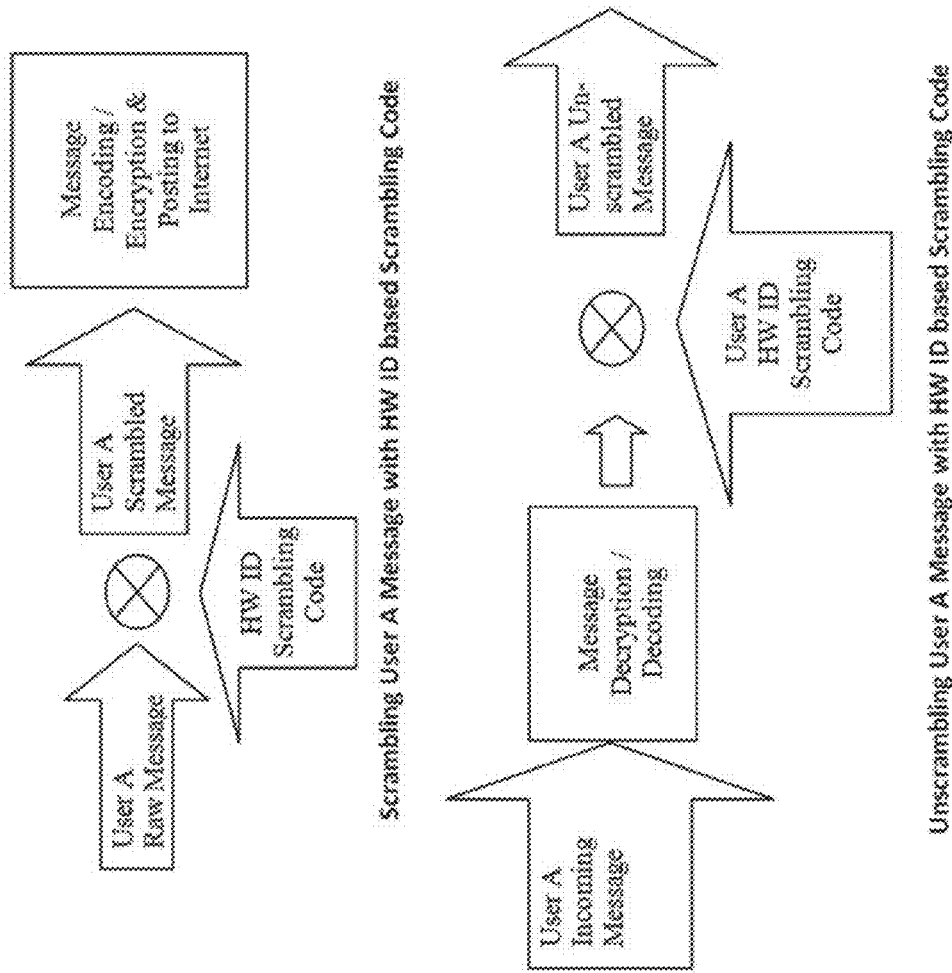 User A
Raw Message
HW ID
Scrambling
Code
User A
Scrambled
Message
Message
Encoding /
Encryption &
Posting to
Internet
Scrambling User A Message with HW ID based Scrambling Code
User A
Incoming
Message
Message
Decryption /
Decoding
User A
HW ID
Scrambling
Code
User A Un-
scrambled
Message
Unscrambling User A Message with HW ID based Scrambling Code